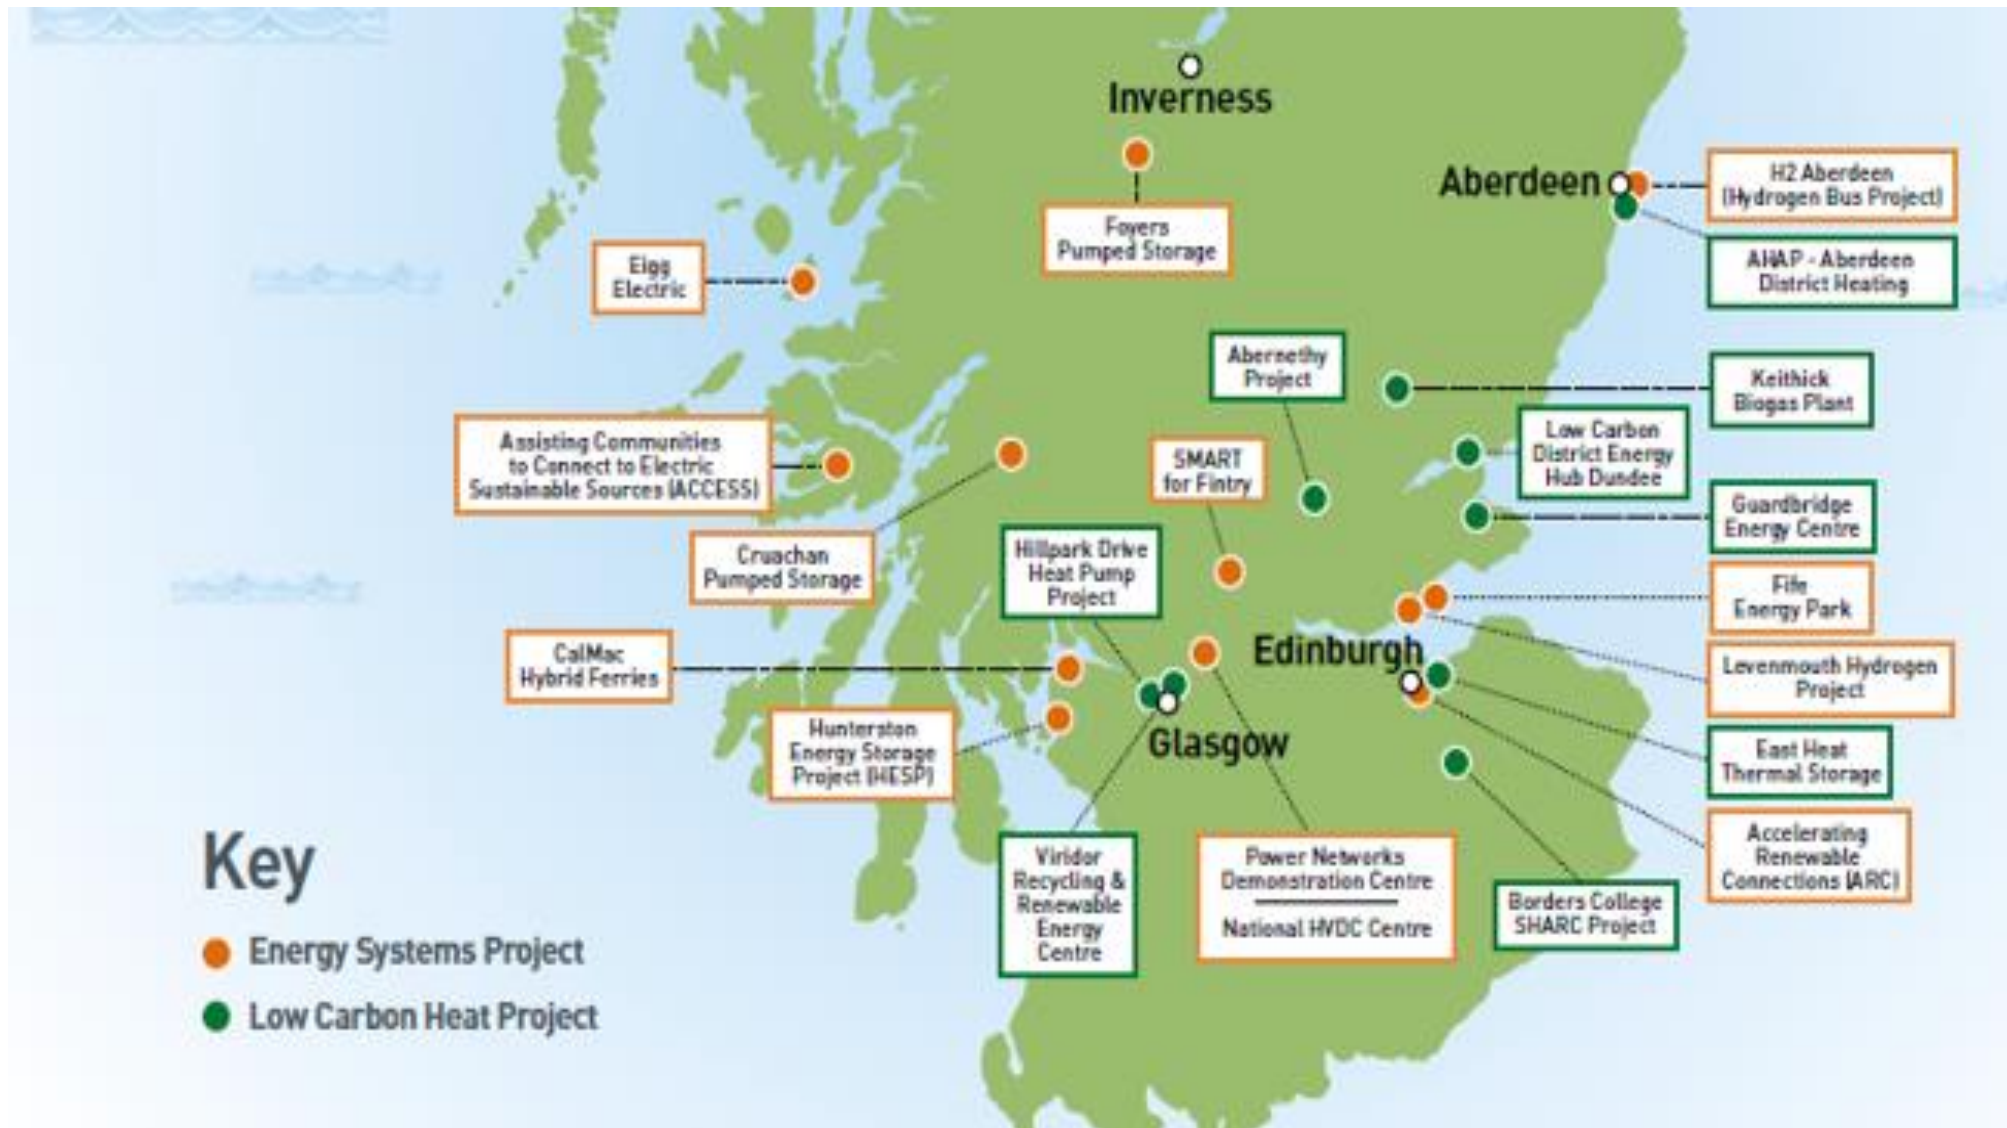 Inverness
Aberdeen
H2 Aberdeen
(Hydrogen Bus Project)
Foyers
Pumped Storage
AHAP - Aberdeen
District Heating
Eigg
Electric
Abernethy
Project
Keithick
Biogas Plant
Low Carbon
District Energy
Hub Dundee
Assisting Communities
to Connect to Electric
Sustainable Sources (ACCESS)
SMART
for Fintry
Guardbridge
Energy Centre
Cruachan
Pumped Storage
Hillpark Drive
Heat Pump
Project
Fife
Energy Park
CalMac
Hybrid Ferries
Edinburgh
Levenmouth Hydrogen
Project
Hunterston
Energy Storage
Project (HESP)
Glasgow
East Heat
Thermal Storage
Viridor
Recycling &
Renewable
Energy
Centre
Power Networks
Demonstration Centre
National HVDC Centre
Accelerating
Renewable
Connections (ARC)
Borders College
SHARC Project
Key
Energy Systems Project
Low Carbon Heat Project